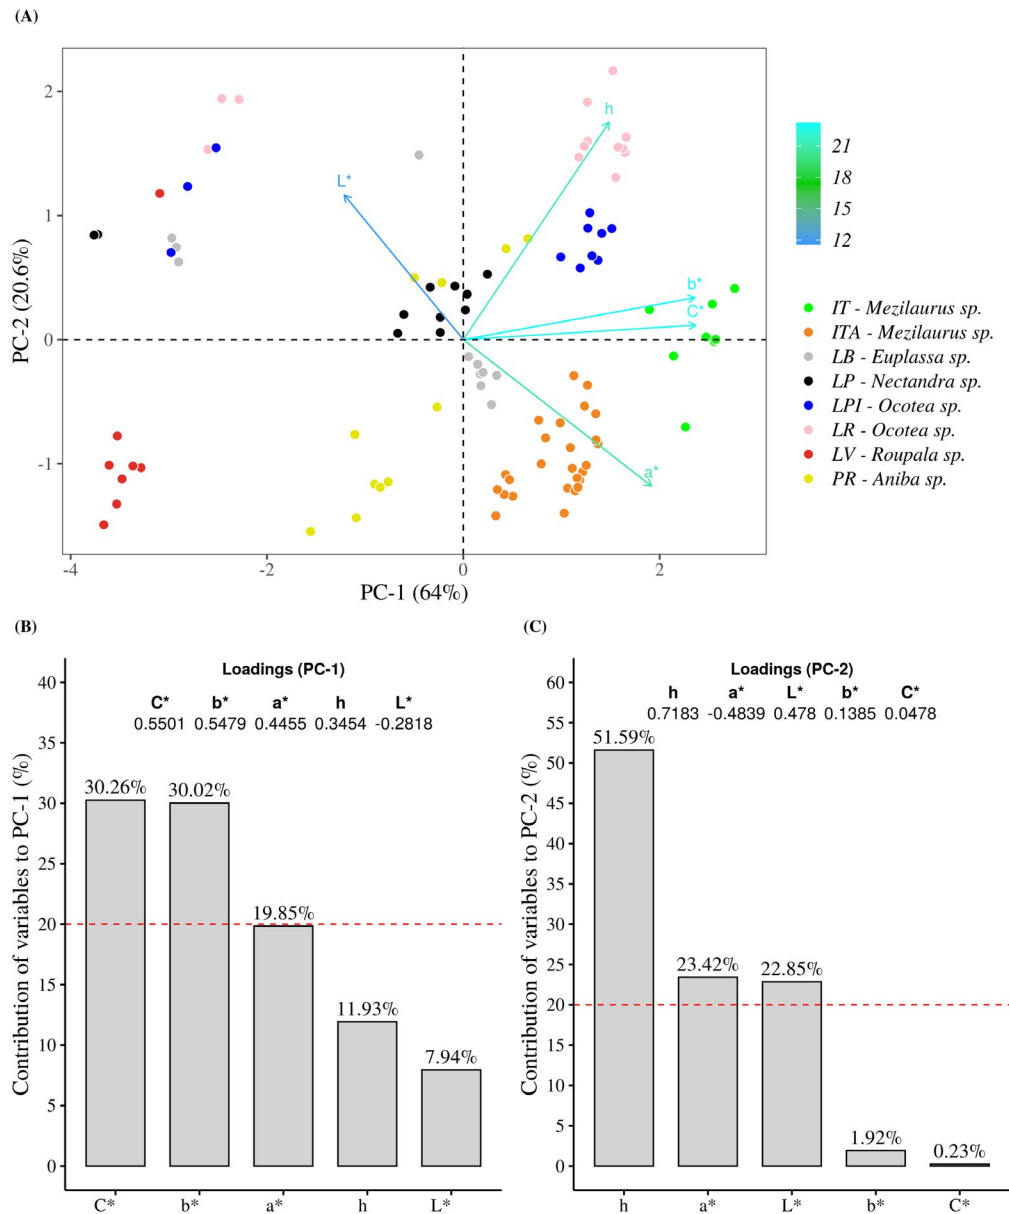 (A)
2
1
0
-1
-4
-2
0
2
PC-2 (20.6%)
PC-1 (64%)
L*
h
b*
C*
a*
21
18
15
12
IT - Mezilaurus sp.
ITA - Mezilaurus sp.
LB - Euplassa sp.
LP - Nectandra sp.
LPI - Ocotea sp.
LR - Ocotea sp.
LV - Roupala sp.
PR - Aniba sp.
(B)
Loadings (PC-1)
C* b* a* h L*
0.5501 0.5479 0.4455 0.3454 -0.2818
Contribution of variables to PC-1 (%)
40
35
30
25
20
15
10
5
0
30.26%
30.02%
19.85%
11.93%
7.94%
C* b* a* h L*
(C)
Loadings (PC-2)
h a* L* b* C*
0.7183 -0.4839 0.478 0.1385 0.0478
Contribution of variables to PC-2 (%)
60
55
50
45
40
35
30
25
20
15
10
5
0
51.59%
23.42%
22.85%
1.92%
0.23%
h a* L* b* C*